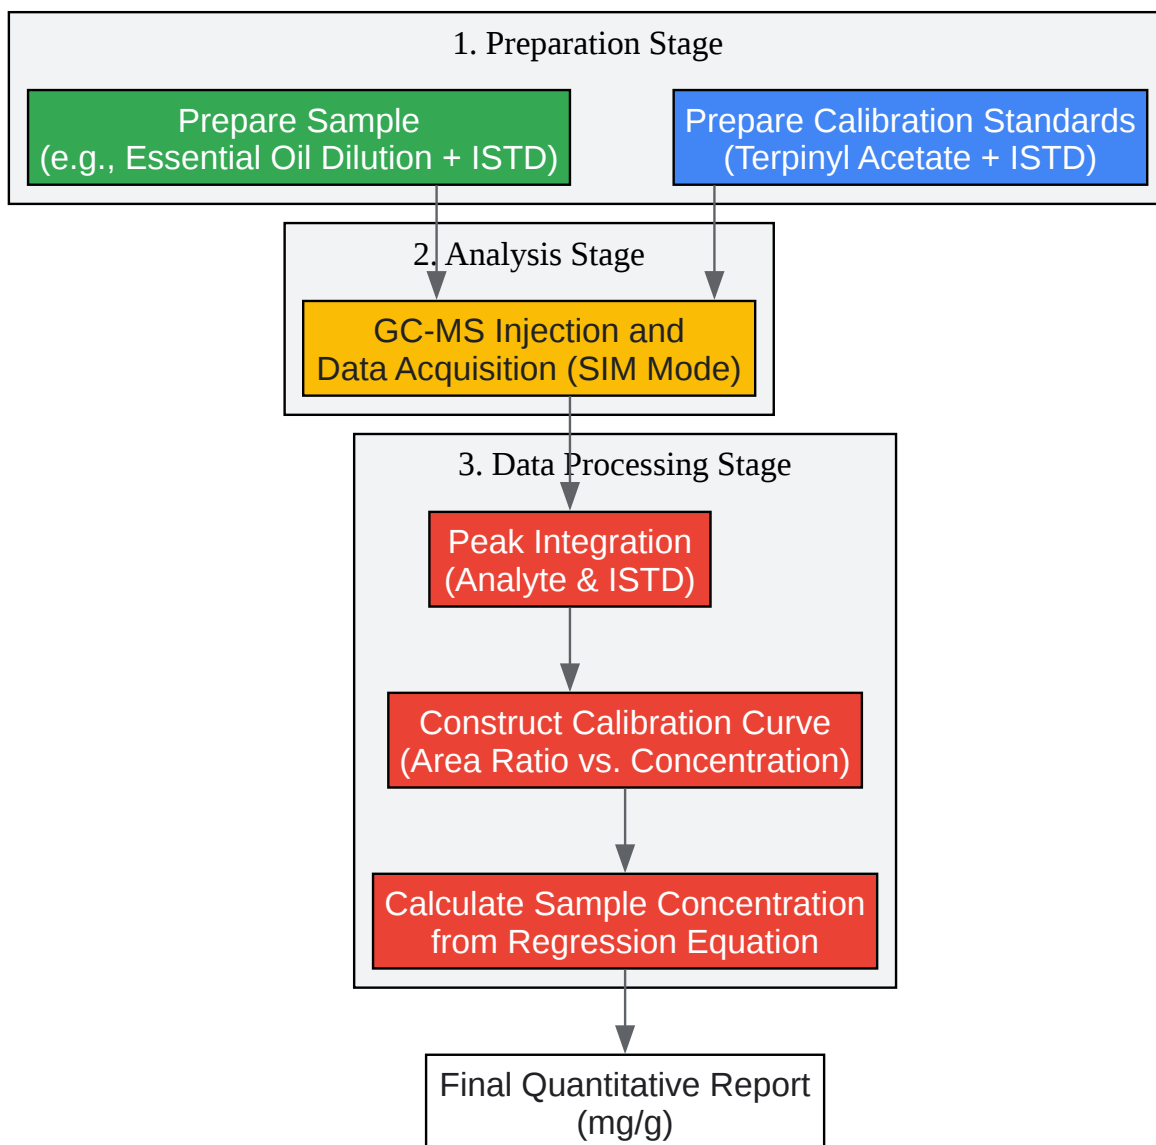 1. Preparation Stage
Prepare Sample
(e.g., Essential Oil Dilution + ISTD)
Prepare Calibration Standards
(Terpinyl Acetate + ISTD)
2. Analysis Stage
GC-MS Injection and
Data Acquisition (SIM Mode)
3. Data Processing Stage
Peak Integration
(Analyte & ISTD)
Construct Calibration Curve
(Area Ratio vs. Concentration)
Calculate Sample Concentration
from Regression Equation
Final Quantitative Report
(mg/g)